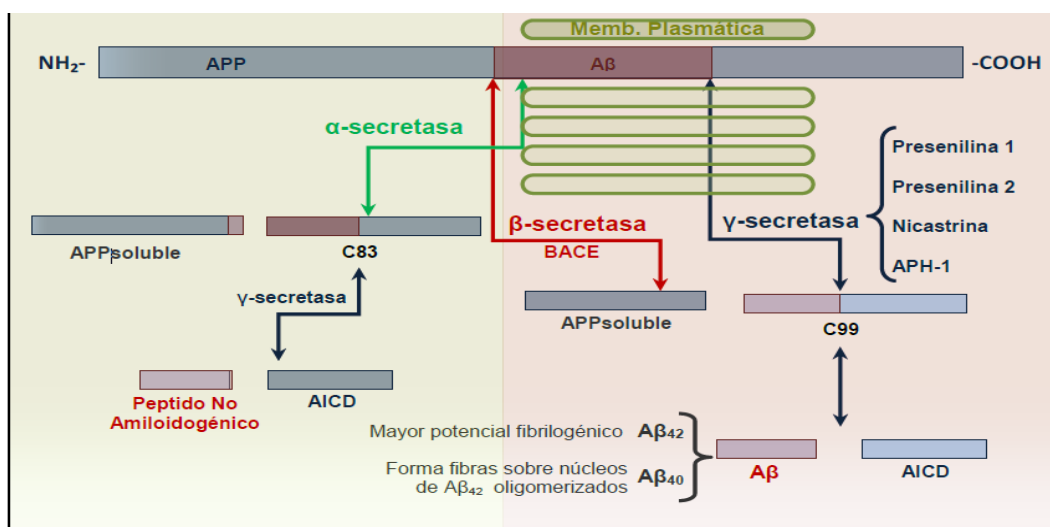 Memb. Plasmática
NH₂-
APP
Aβ
-COOH
α-secretasa
Presenilina 1
Presenilina 2
Nicastrina
APH-1
β-secretasa
BACE
γ-secretasa
APPsoluble
C83
γ-secretasa
APPsoluble
C99
Peptido No
Amiloidogénico
AICD
Mayor potencial fibrilogénico Aβ₄₂
Forma fibras sobre núcleos
de Aβ₄₂ oligomerizados
Aβ₄₀
Aβ
AICD